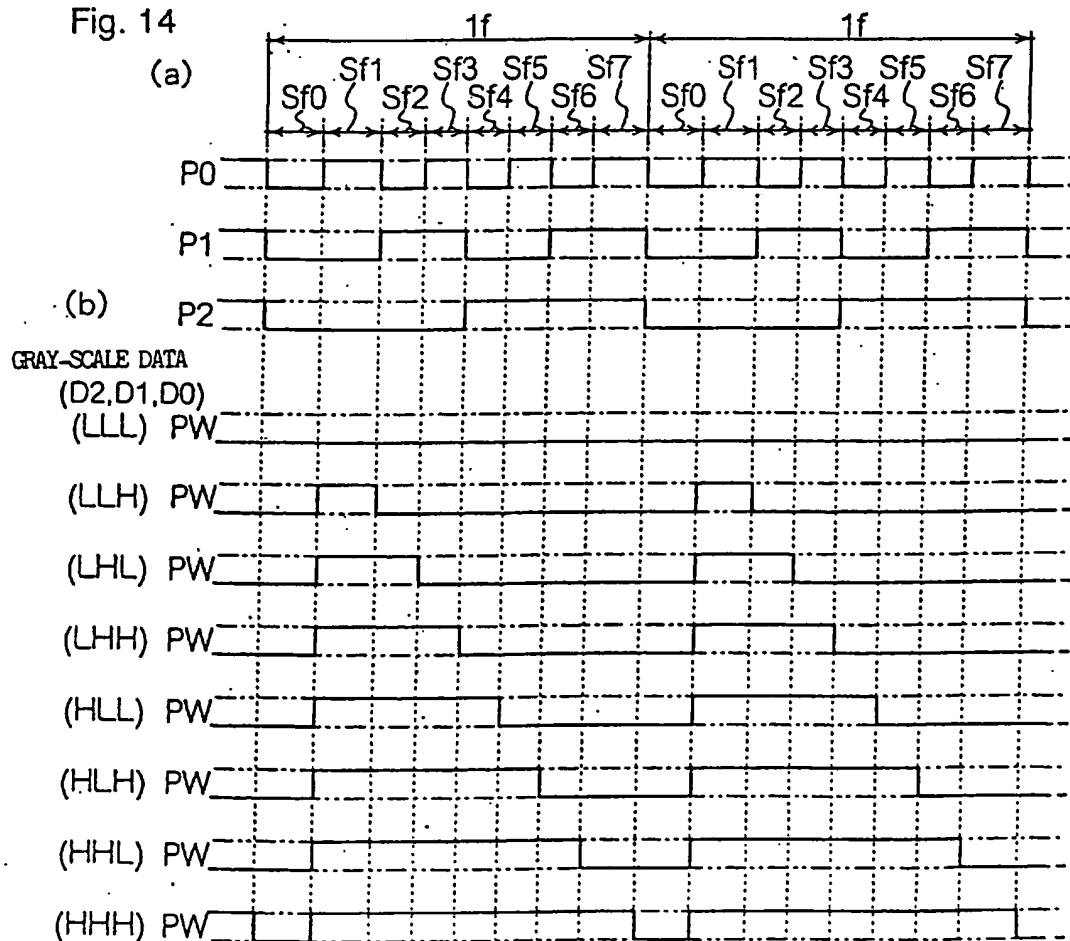 Fig. 14
1f 1f
(a)
Sf1 Sf3 Sf5 Sf7 Sf1 Sf3 Sf5 Sf7
Sf0 Sf2 Sf4 Sf6 Sf0 Sf2 Sf4 Sf6
P0
P1
(b) P2
GRAY-SCALE DATA
(D2,D1,D0)
(LLL) PW
(LLH) PW
(LHL) PW
(LHH) PW
(HLL) PW
(HLH) PW
(HHL) PW
(HHH) PW